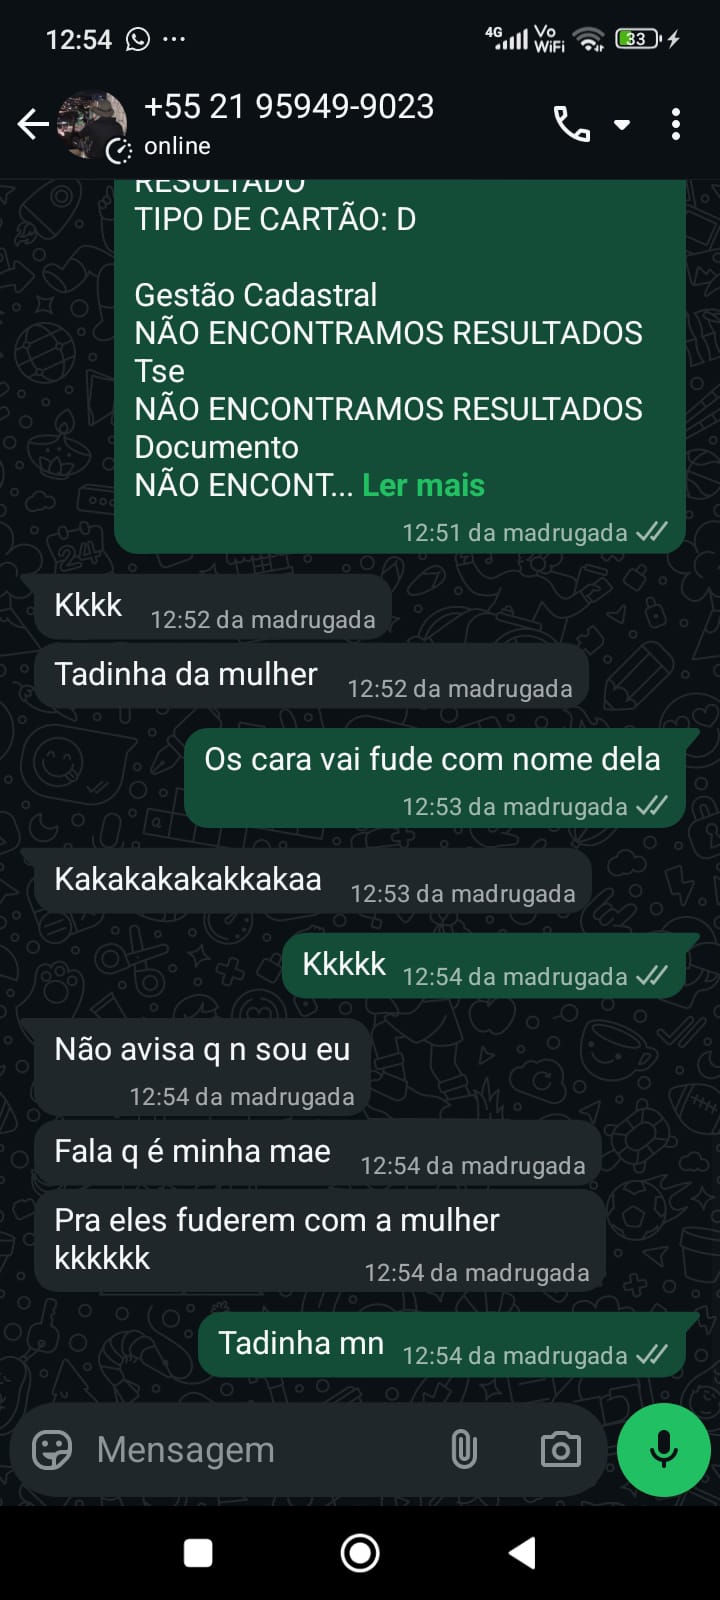 12:54
4G Vo WiFi 33
+55 21 95949-9023
online
RESULTADO
TIPO DE CARTÃO: D
Gestão Cadastral
NÃO ENCONTRAMOS RESULTADOS
Tse
NÃO ENCONTRAMOS RESULTADOS
Documento
NÃO ENCONT... Ler mais
12:51 da madrugada
Kkkk 12:52 da madrugada
Tadinha da mulher 12:52 da madrugada
Os cara vai fude com nome dela
12:53 da madrugada
Kakakakakakkakaa 12:53 da madrugada
Kkkkk 12:54 da madrugada
Não avisa q n sou eu
12:54 da madrugada
Fala q é minha mae 12:54 da madrugada
Pra eles fuderem com a mulher
kkkkkk 12:54 da madrugada
Tadinha mn 12:54 da madrugada
Mensagem